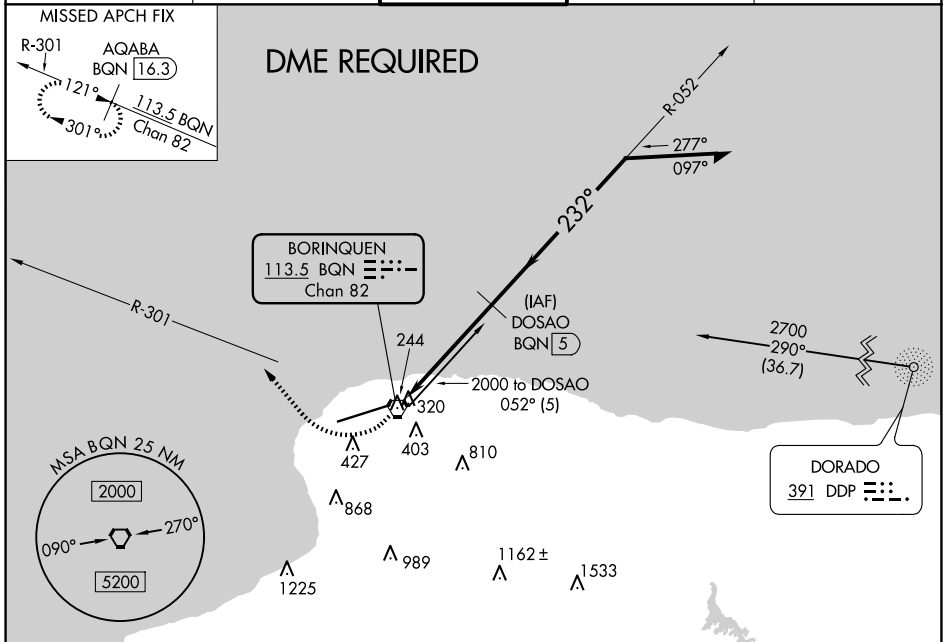 MISSED APCH FIX
R-301
AQABA
BQN 16.3
121°
301°
113.5 BQN
Chan 82
DME REQUIRED
R-052
277°
097°
232°
BORINQUEN
113.5 BQN
Chan 82
R-301
(IAF)
DOSAO
BQN 5
244
2700
290°
(36.7)
2000 to DOSAO
052° (5)
320
403
427
810
DORADO
391 DDP
MSA BQN 25 NM
2000
090°
270°
5200
868
989
1162 ±
1533
1225